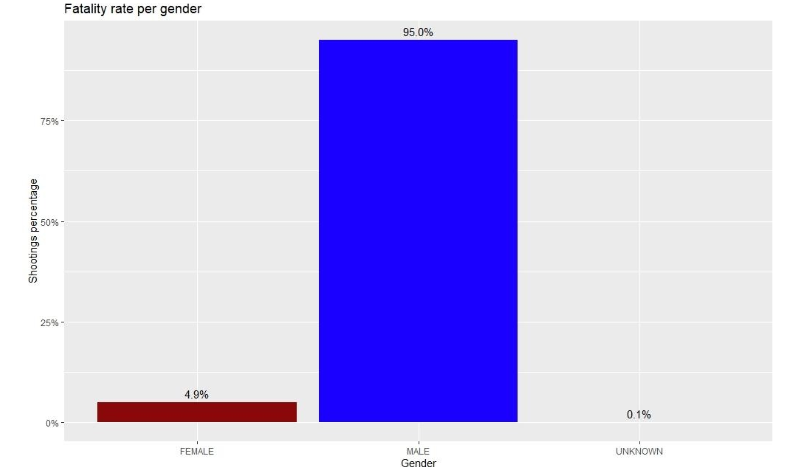 Fatality rate per gender
95.0%
75%
Shootings percentage
50%
25%
4.9%
0.1%
0%
FEMALE
MALE
UNKNOWN
Gender